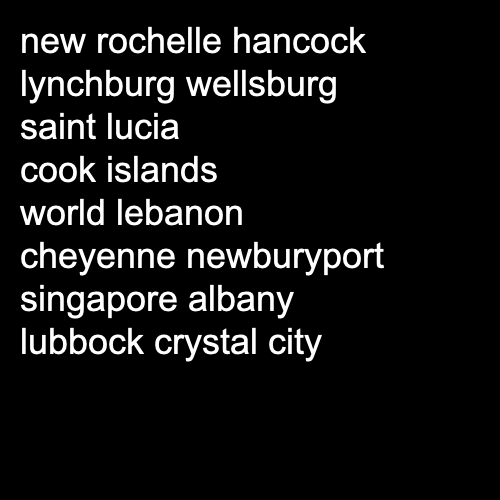 new rochelle hancock
lynchburg wellsburg
saint lucia
cook islands
world lebanon
cheyenne newburyport
singapore albany
lubbock crystal city